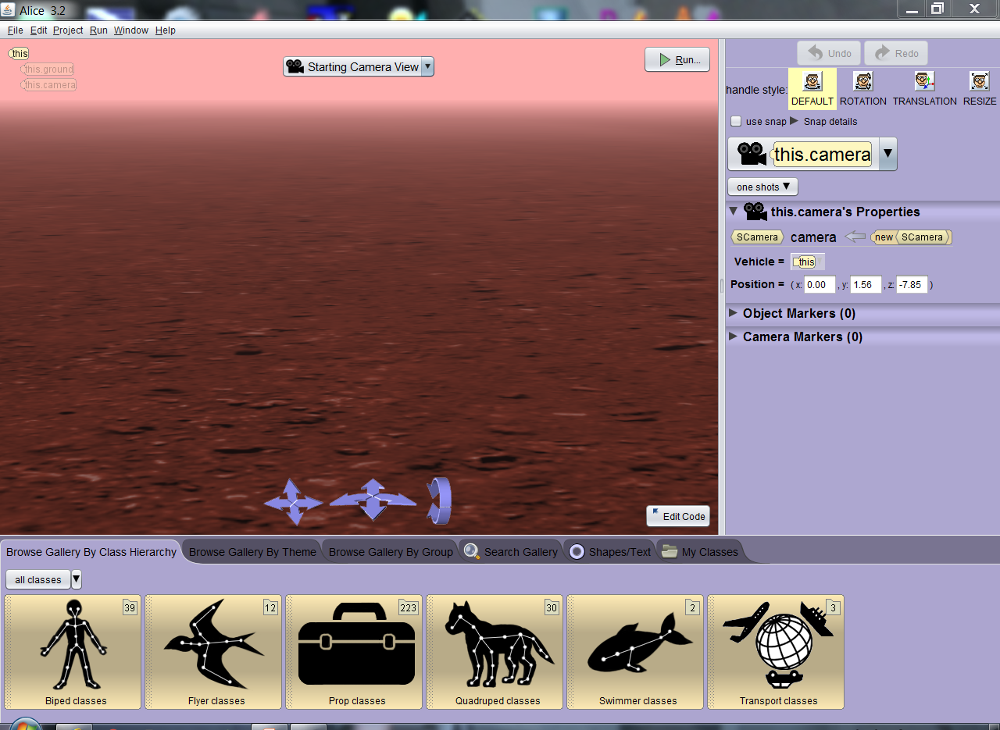 Alice 3.2
File Edit Project Run Window Help
this
this.ground
this.camera
Starting Camera View
Run...
Undo Redo
handle style:
DEFAULT ROTATION TRANSLATION RESIZE
use snap Snap details
this.camera
one shots
this.camera's Properties
SCamera camera new SCamera
Vehicle = this
Position = ( x: 0.00 , y: 1.56 , z: -7.85 )
Object Markers (0)
Camera Markers (0)
Edit Code
Browse Gallery By Class Hierarchy Browse Gallery By Theme Browse Gallery By Group Search Gallery Shapes/Text My Classes
all classes
39 12 223 30 2 3
Biped classes Flyer classes Prop classes Quadruped classes Swimmer classes Transport classes